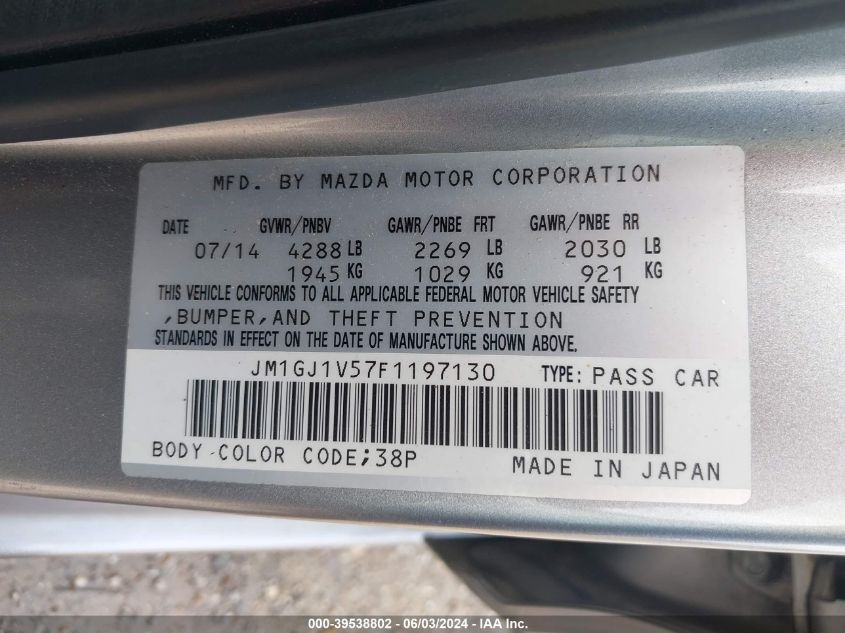 MFD. BY MAZDA MOTOR CORPORATION
DATE GVWR/PNBV GAWR/PNBE FRT GAWR/PNBE RR
07/14 4288 LB 2269 LB 2030 LB
1945 KG 1029 KG 921 KG
THIS VEHICLE CONFORMS TO ALL APPLICABLE FEDERAL MOTOR VEHICLE SAFETY
,BUMPER,AND THEFT PREVENTION
STANDARDS IN EFFECT ON THE DATE OF MANUFACTURE SHOWN ABOVE.
JM1GJ1V57F1197130 TYPE: PASS CAR
BODY COLOR CODE;38P MADE IN JAPAN
000-39538802 - 06/03/2024 - IAA Inc.